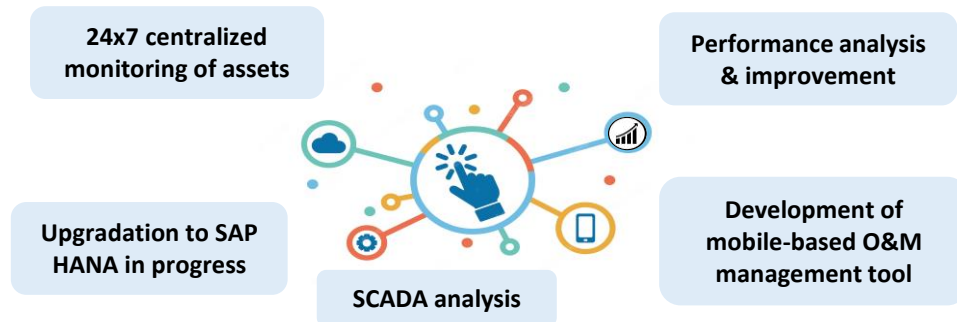 24x7 centralized
monitoring of assets
Performance analysis
& improvement
Upgradation to SAP
HANA in progress
SCADA analysis
Development of
mobile-based O&M
management tool